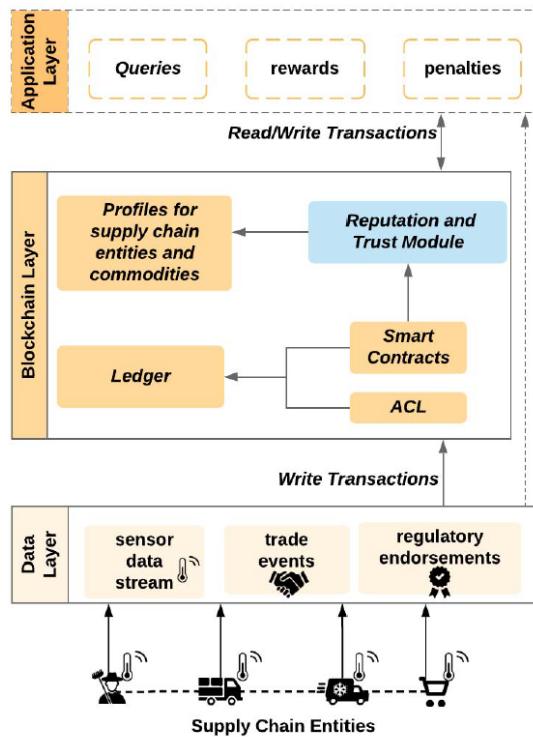 Application
Layer
Queries
rewards
penalties
Read/Write Transactions
Blockchain Layer
Profiles for
supply chain
entities and
commodities
Reputation and
Trust Module
Smart
Contracts
Ledger
ACL
Write Transactions
Data
Layer
sensor
data
stream
trade
events
regulatory
endorsements
Supply Chain Entities